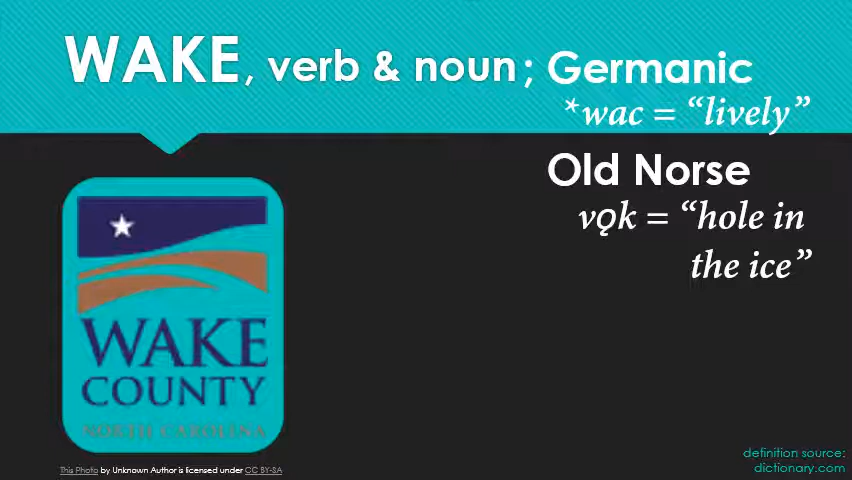 WAKE, verb & noun ; Germanic
*wac = “lively”
Old Norse
vǫk = “hole in
the ice”
WAKE
COUNTY
NORTH CAROLINA
This Photo by Unknown Author is licensed under CC BY-SA
definition source:
dictionary.com